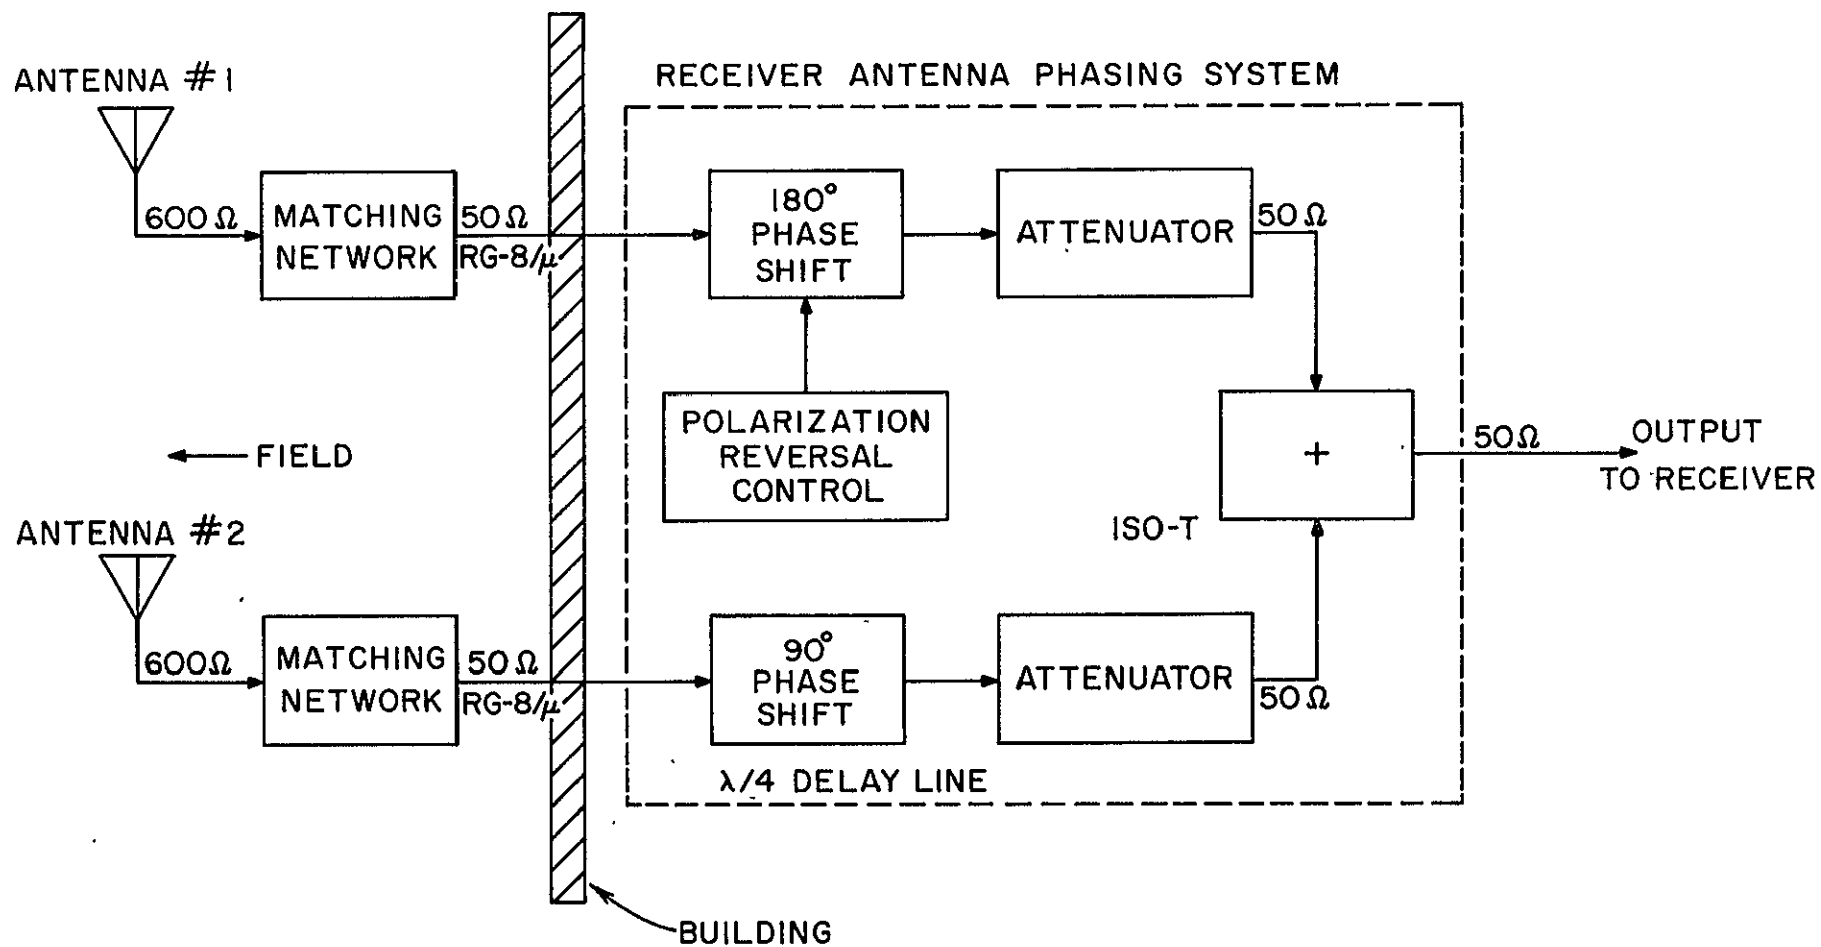 RECEIVER ANTENNA PHASING SYSTEM
ANTENNA #1
600Ω
MATCHING
NETWORK
50Ω
RG-8/μ
180°
PHASE
SHIFT
ATTENUATOR
50Ω
POLARIZATION
REVERSAL
CONTROL
+
50Ω
OUTPUT
TO RECEIVER
FIELD
ISO-T
ANTENNA #2
600Ω
MATCHING
NETWORK
50Ω
RG-8/μ
90°
PHASE
SHIFT
ATTENUATOR
50Ω
λ/4 DELAY LINE
BUILDING